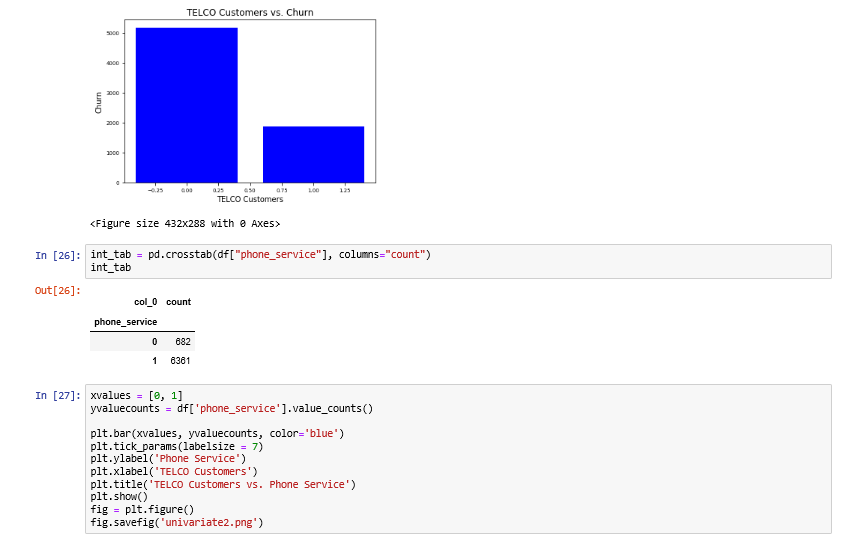 TELCO Customers vs. Churn
5000
4000
3000
2000
1000
0
Churn
−0.25 0.00 0.25 0.50 0.75 1.00 1.25
TELCO Customers
<Figure size 432x288 with 0 Axes>
In [26]: int_tab = pd.crosstab(df["phone_service"], columns="count")
int_tab
Out[26]:
col_0 count
phone_service
0 682
1 6361
In [27]: xvalues = [0, 1]
yvaluecounts = df['phone_service'].value_counts()
plt.bar(xvalues, yvaluecounts, color='blue')
plt.tick_params(labelsize = 7)
plt.ylabel('Phone Service')
plt.xlabel('TELCO Customers')
plt.title('TELCO Customers vs. Phone Service')
plt.show()
fig = plt.figure()
fig.savefig('univariate2.png')